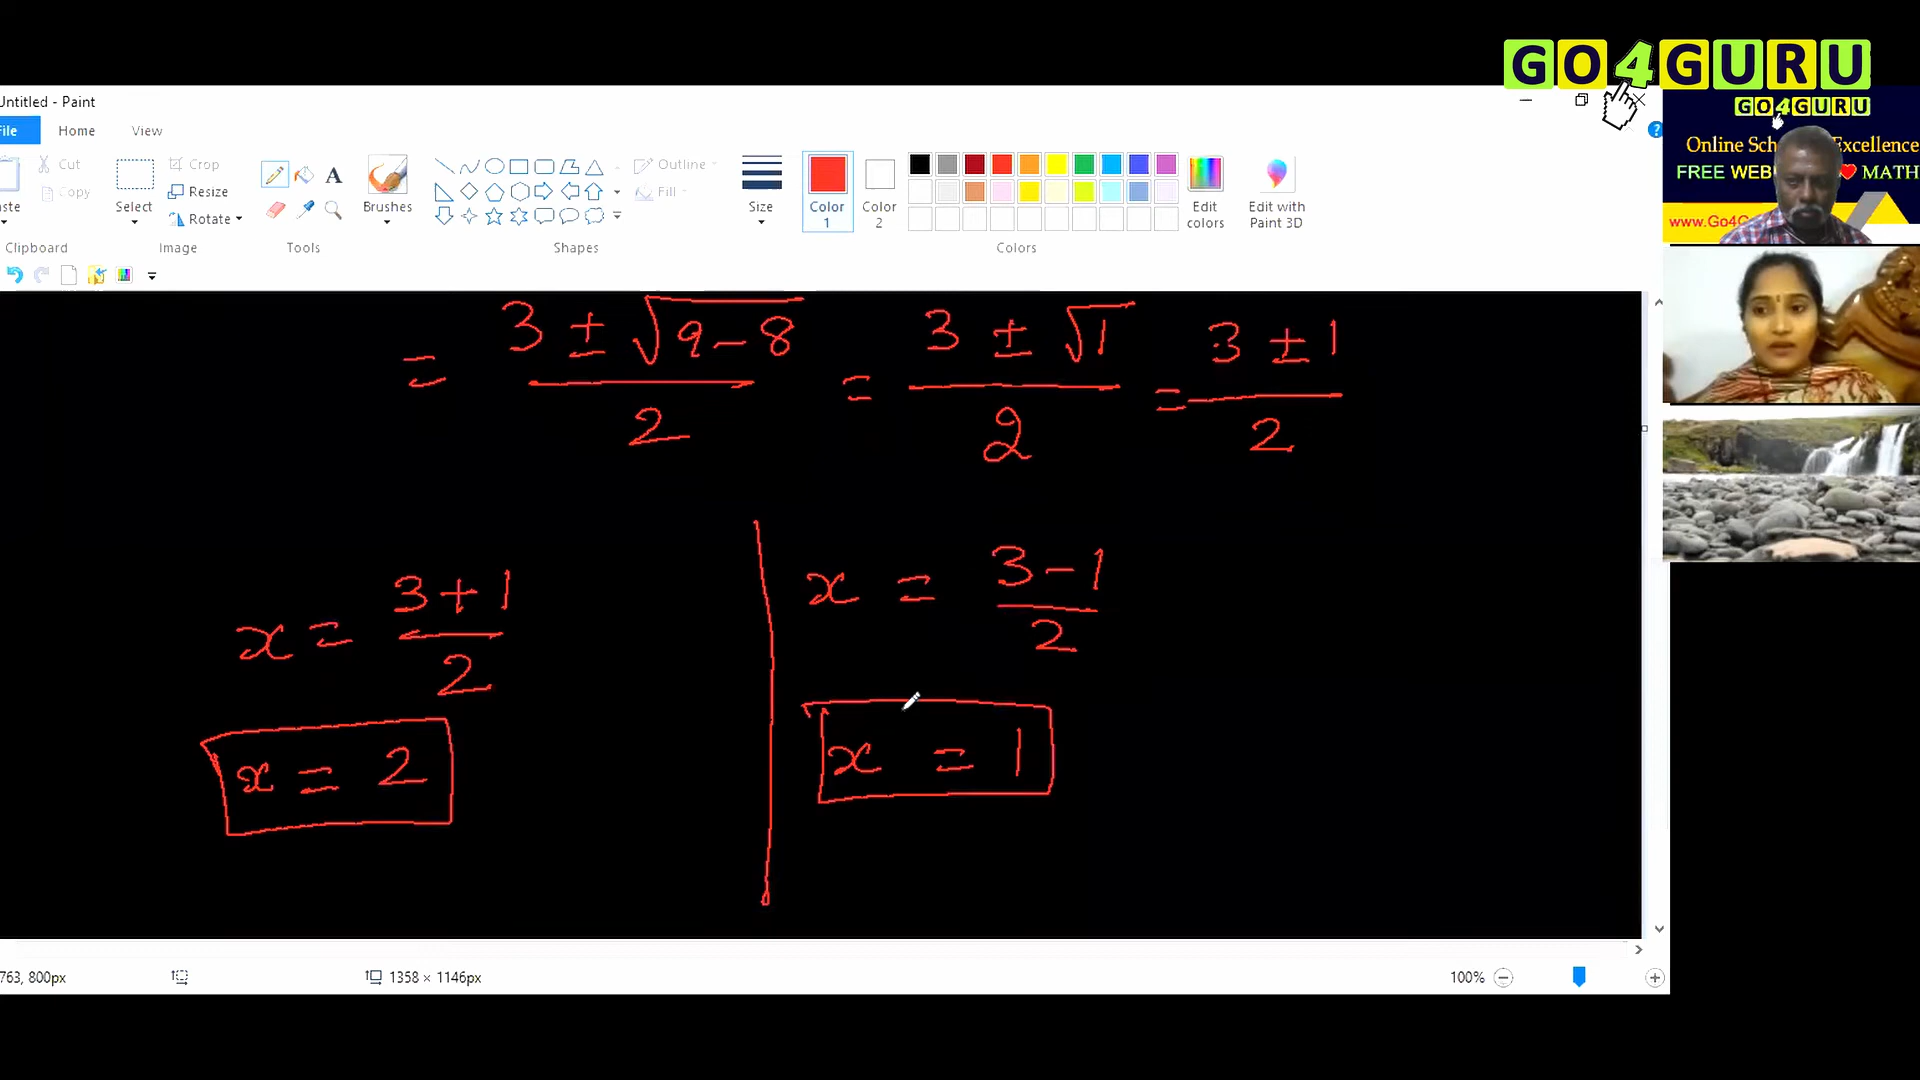 GO4GURU
Untitled - Paint
GO4GURU
File
Home
View
Online Sch Excellence
FREE WEB MATH
www.Go4G
Cut
Copy
Select
Crop
Resize
Rotate
A
Brushes
Outline
Fill
Size
Color 1
Color 2
Edit colors
Edit with Paint 3D
Clipboard
Image
Tools
Shapes
Colors
= (3 ± √(9-8))/2 = (3 ± √1)/2 = (3 ± 1)/2
x = (3+1)/2
x = (3-1)/2
x = 2
x = 1
763, 800px
1358 × 1146px
100%